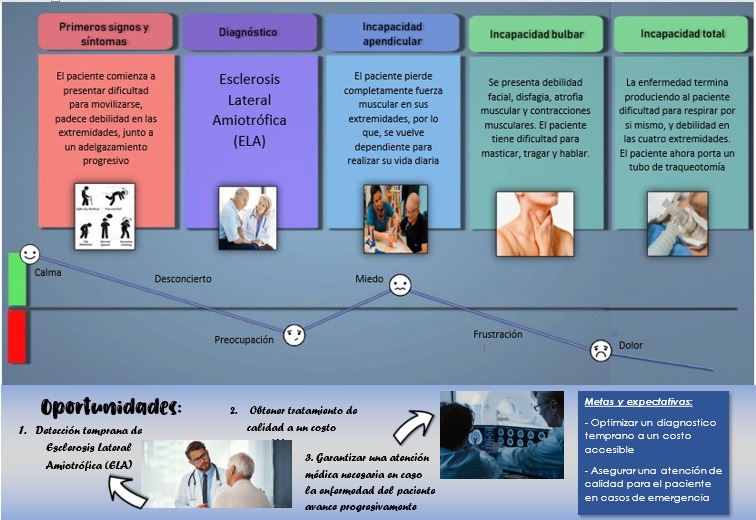 Primeros signos y
síntomas
Diagnóstico
Incapacidad
apendicular
Incapacidad bulbar
Incapacidad total
El paciente comienza a
presentar dificultad
para movilizarse,
padece debilidad en las
extremidades, junto a
un adelgazamiento
progresivo
Esclerosis
Lateral
Amiotrófica
(ELA)
El paciente pierde
completamente fuerza
muscular en sus
extremidades, por lo
que, se vuelve
dependiente para
realizar su vida diaria
Se presenta debilidad
facial, disfagia, atrofia
muscular y contracciones
musculares. El paciente
tiene dificultad para
masticar, tragar y hablar.
La enfermedad termina
produciendo al paciente
dificultad para respirar por
si mismo, y debilidad en
las cuatro extremidades.
El paciente ahora porta un
tubo de traqueotomía
Calma
Desconcierto
Preocupación
Miedo
Frustración
Dolor
Oportunidades:
1. Detección temprana de
Esclerosis Lateral
Amiotrófica (ELA)
2. Obtener tratamiento de
calidad a un costo
3. Garantizar una atención
médica necesaria en caso
la enfermedad del paciente
avance progresivamente
Metas y expectativas:
- Optimizar un diagnostico
temprano a un costo
accesible
- Asegurar una atención de
calidad para el paciente
en casos de emergencia